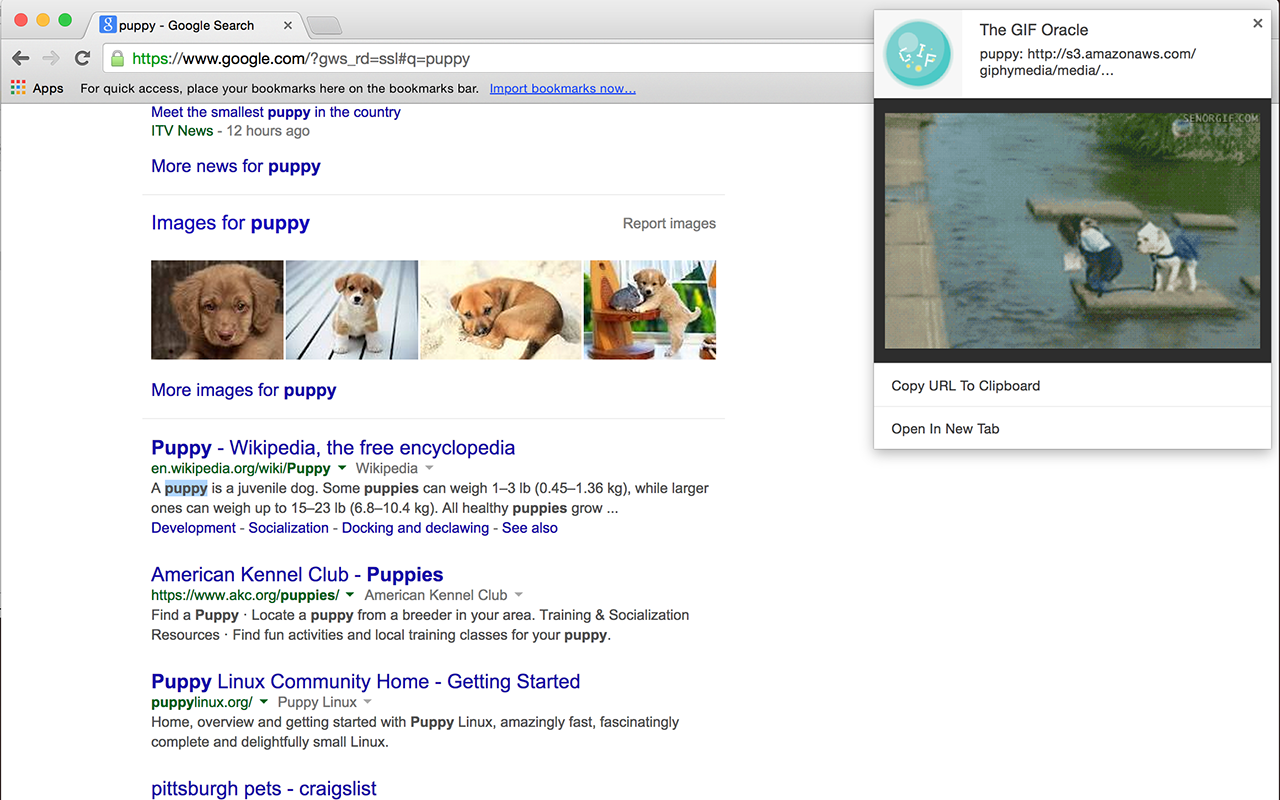 puppy - Google Search
https://www.google.com/?gws_rd=ssl#q=puppy
Apps For quick access, place your bookmarks here on the bookmarks bar. Import bookmarks now…
Meet the smallest puppy in the country
ITV News - 12 hours ago
More news for puppy
Images for puppy
Report images
More images for puppy
Puppy - Wikipedia, the free encyclopedia
en.wikipedia.org/wiki/Puppy Wikipedia
A puppy is a juvenile dog. Some puppies can weigh 1–3 lb (0.45–1.36 kg), while larger
ones can weigh up to 15–23 lb (6.8–10.4 kg). All healthy puppies grow ...
Development - Socialization - Docking and declawing - See also
American Kennel Club - Puppies
https://www.akc.org/puppies/ American Kennel Club
Find a Puppy · Locate a puppy from a breeder in your area. Training & Socialization
Resources · Find fun activities and local training classes for your puppy.
Puppy Linux Community Home - Getting Started
puppylinux.org/ Puppy Linux
Home, overview and getting started with Puppy Linux, amazingly fast, fascinatingly
complete and delightfully small Linux.
pittsburgh pets - craigslist
GIF
The GIF Oracle
puppy: http://s3.amazonaws.com/
giphymedia/media/…
SENORGIF.COM
Copy URL To Clipboard
Open In New Tab